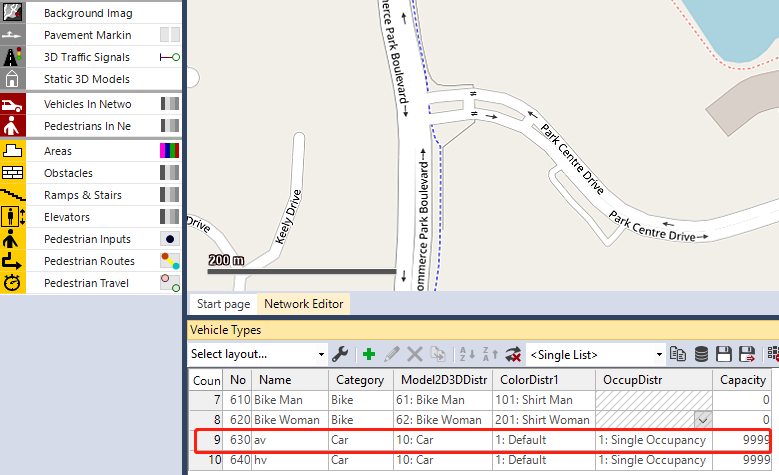 Background Imag
Pavement Markin
3D Traffic Signals
Static 3D Models
Vehicles In Netwo
Pedestrians In Ne
Areas
Obstacles
Ramps & Stairs
Elevators
Pedestrian Inputs
Pedestrian Routes
Pedestrian Travel
merce Park Boulevard
ommerce Park Boulevard
Park Centre Drive
Park Centre Drive
Keely Drive
Drive
200 m
Start page Network Editor
Vehicle Types
Select layout... <Single List>
Coun No Name Category Model2D3DDistr ColorDistr1 OccupDistr Capacity
7 610 Bike Man Bike 61: Bike Man 101: Shirt Man 0
8 620 Bike Woman Bike 62: Bike Woman 201: Shirt Woman 0
9 630 av Car 10: Car 1: Default 1: Single Occupancy 9999
10 640 hv Car 10: Car 1: Default 1: Single Occupancy 9999